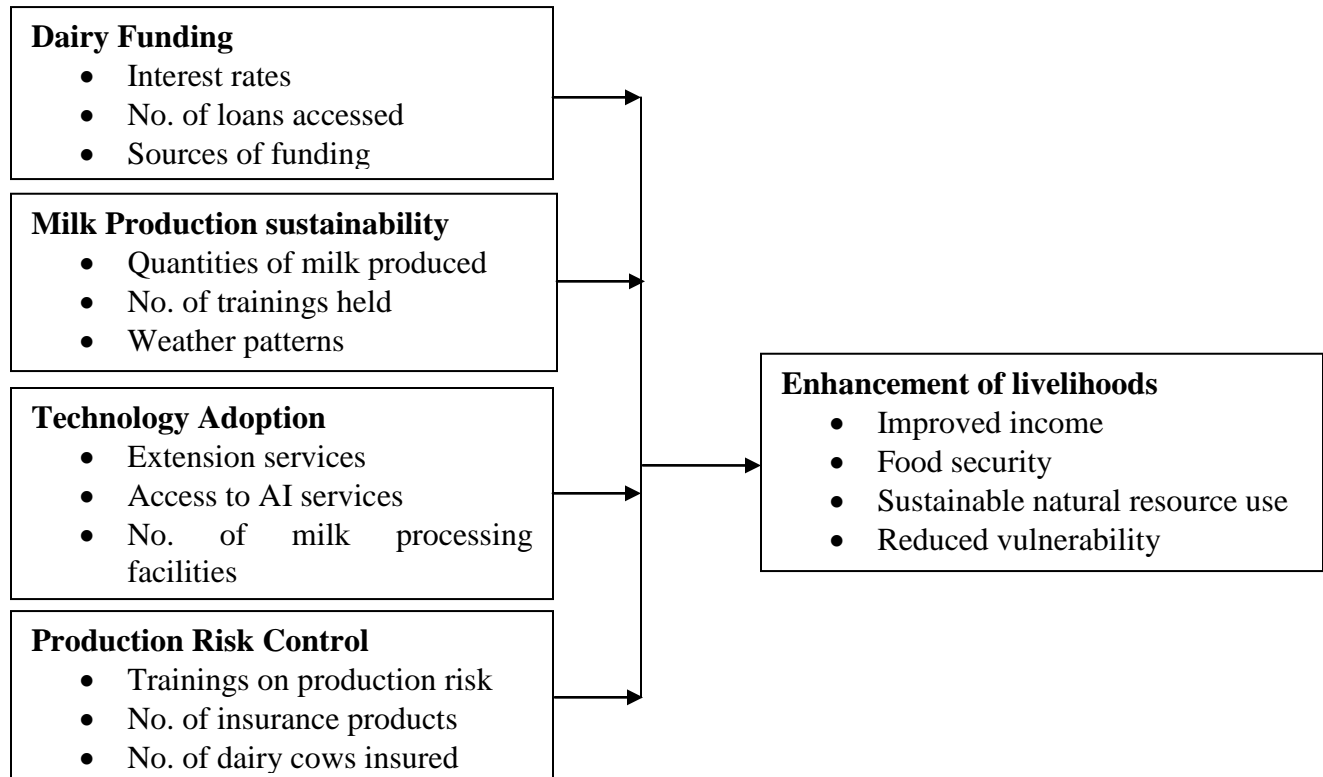 Dairy Funding
• Interest rates
• No. of loans accessed
• Sources of funding
Milk Production sustainability
• Quantities of milk produced
• No. of trainings held
• Weather patterns
Technology Adoption
• Extension services
• Access to AI services
• No. of milk processing
facilities
Production Risk Control
• Trainings on production risk
• No. of insurance products
• No. of dairy cows insured
Enhancement of livelihoods
• Improved income
• Food security
• Sustainable natural resource use
• Reduced vulnerability